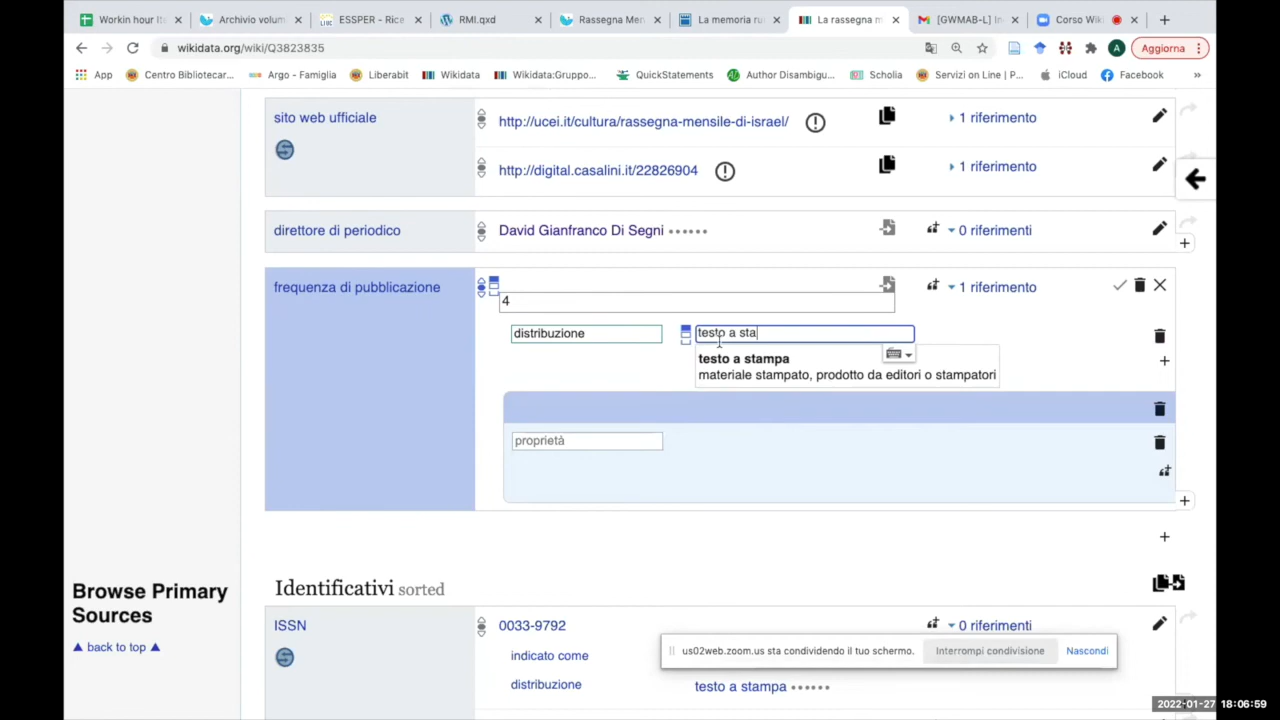 Workin hour Its
Archivio volum
ESSPER - Rice
RMI.qxd
Rassegna Men
La memoria ru
La rassegna m
[GWMAB-L] In
Corso Wiki
wikidata.org/wiki/Q3823835
A
Aggiorna
App
Centro Bibliotecar...
Argo - Famiglia
Liberabit
Wikidata
Wikidata:Gruppo...
QuickStatements
Author Disambigu...
Scholia
Servizi on Line | P...
iCloud
Facebook
»
sito web ufficiale
http://ucei.it/cultura/rassegna-mensile-di-israel/
1 riferimento
http://digital.casalini.it/22826904
1 riferimento
direttore di periodico
David Gianfranco Di Segni
0 riferimenti
frequenza di pubblicazione
1 riferimento
4
distribuzione
testo a sta
testo a stampa
materiale stampato, prodotto da editori o stampatori
proprietà
Browse Primary
Sources
▲ back to top ▲
Identificativi sorted
ISSN
0033-9792
0 riferimenti
indicato come
distribuzione
testo a stampa
us02web.zoom.us sta condividendo il tuo schermo.
Interrompi condivisione
Nascondi
2022-01-27 18:06:59